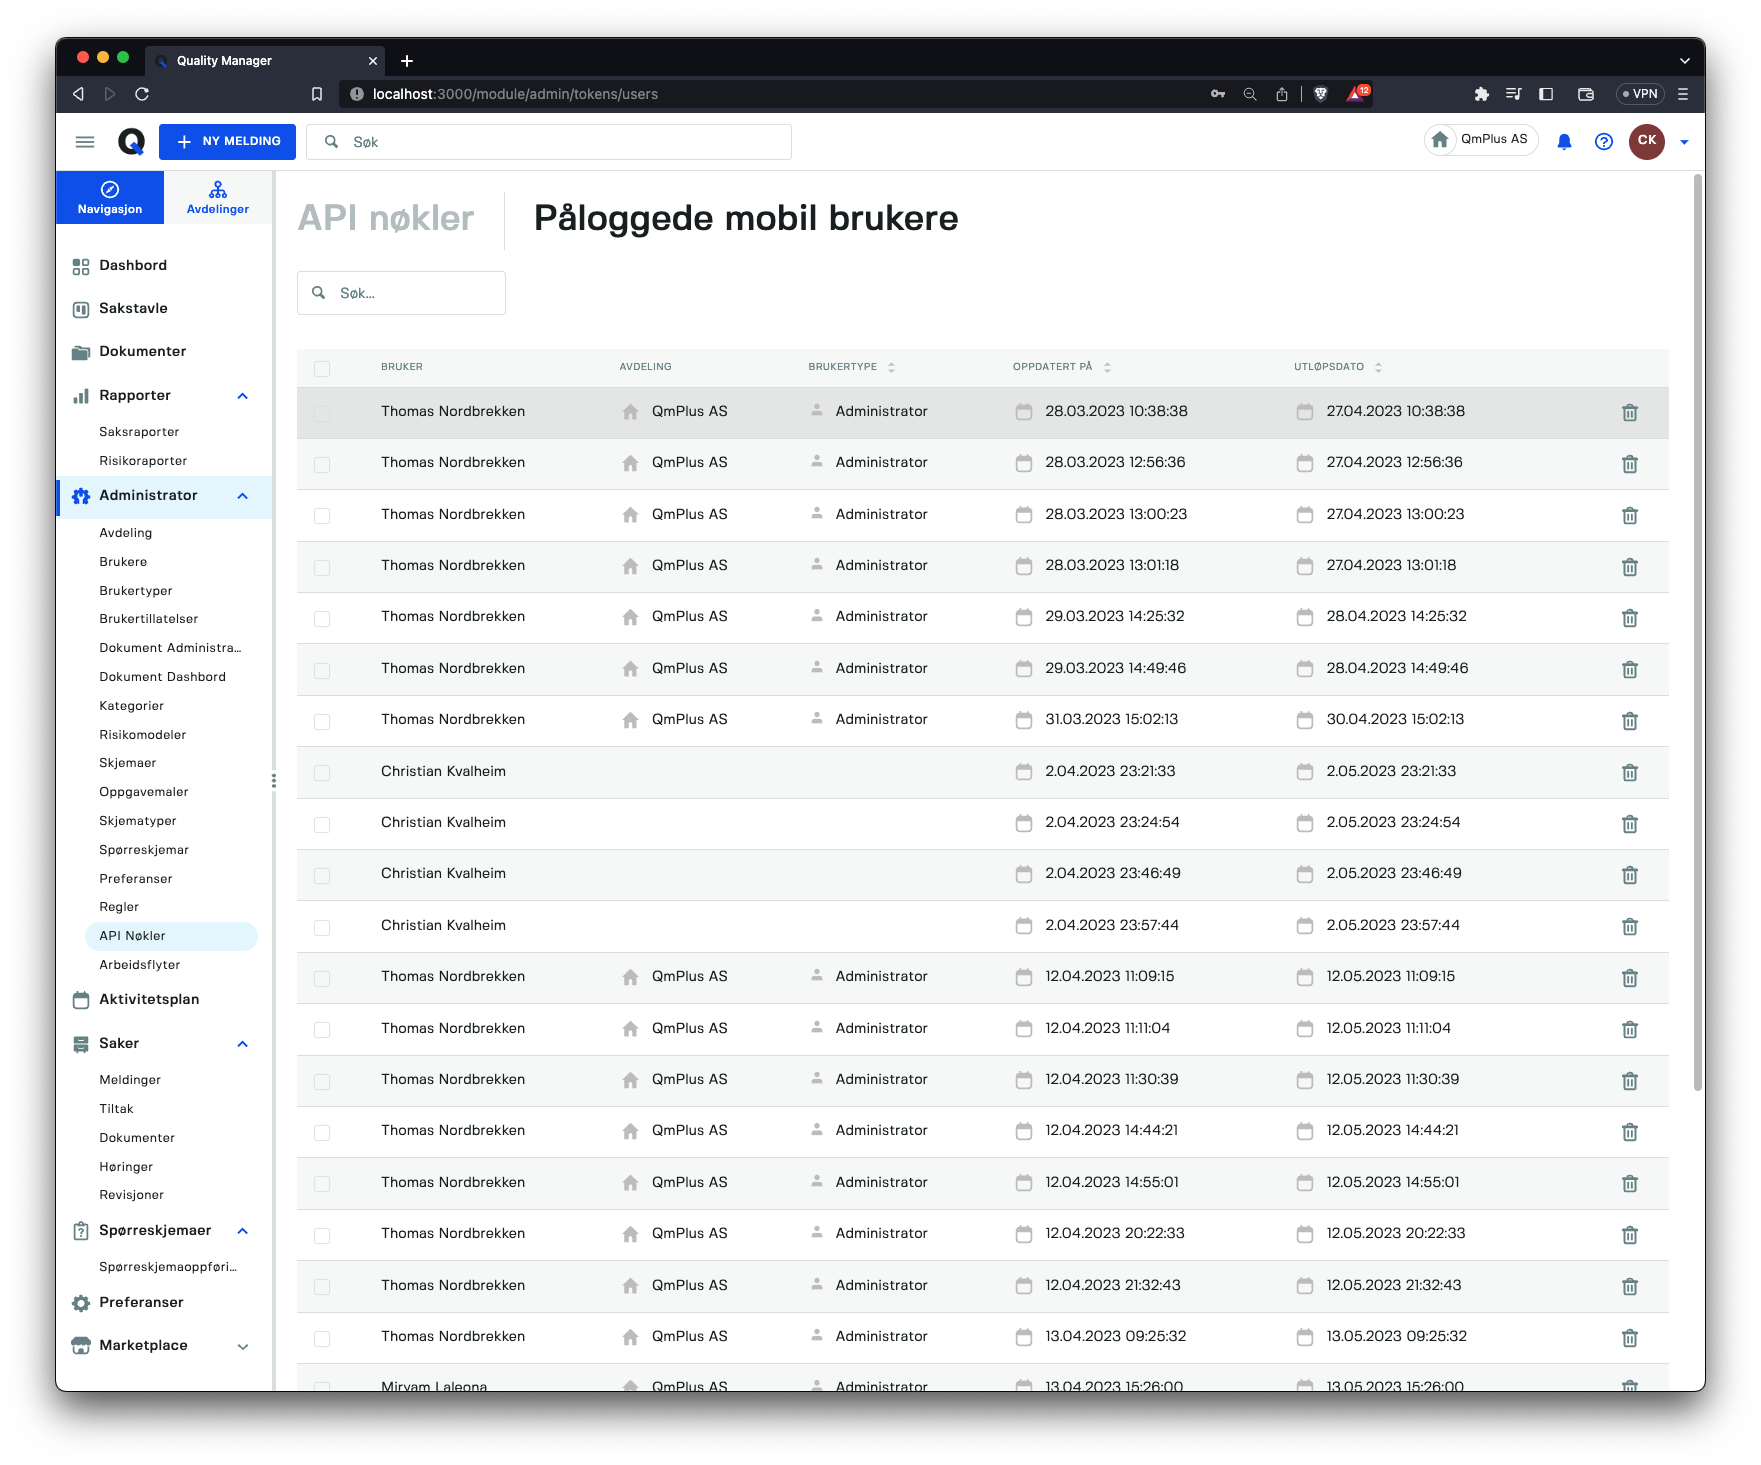 Quality Manager
localhost:3000/module/admin/tokens/users
12
VPN
NY MELDING
Søk
QmPlus AS
CK
Navigasjon
Avdelinger
Dashbord
Sakstavle
Dokumenter
Rapporter
Saksraporter
Risikoraporter
Administrator
Avdeling
Brukere
Brukertyper
Brukertillatelser
Dokument Administra...
Dokument Dashbord
Kategorier
Risikomodeler
Skjemaer
Oppgavemaler
Skjematyper
Spørreskjemar
Preferanser
Regler
API Nøkler
Arbeidsflyter
Aktivitetsplan
Saker
Meldinger
Tiltak
Dokumenter
Høringer
Revisjoner
Spørreskjemaer
Spørreskjemaoppføri...
Preferanser
Marketplace
API nøkler
Påloggede mobil brukere
Søk...
BRUKER AVDELING BRUKERTYPE OPPDATERT PÅ UTLØPSDATO
Thomas Nordbrekken QmPlus AS Administrator 28.03.2023 10:38:38 27.04.2023 10:38:38
Thomas Nordbrekken QmPlus AS Administrator 28.03.2023 12:56:36 27.04.2023 12:56:36
Thomas Nordbrekken QmPlus AS Administrator 28.03.2023 13:00:23 27.04.2023 13:00:23
Thomas Nordbrekken QmPlus AS Administrator 28.03.2023 13:01:18 27.04.2023 13:01:18
Thomas Nordbrekken QmPlus AS Administrator 29.03.2023 14:25:32 28.04.2023 14:25:32
Thomas Nordbrekken QmPlus AS Administrator 29.03.2023 14:49:46 28.04.2023 14:49:46
Thomas Nordbrekken QmPlus AS Administrator 31.03.2023 15:02:13 30.04.2023 15:02:13
Christian Kvalheim 2.04.2023 23:21:33 2.05.2023 23:21:33
Christian Kvalheim 2.04.2023 23:24:54 2.05.2023 23:24:54
Christian Kvalheim 2.04.2023 23:46:49 2.05.2023 23:46:49
Christian Kvalheim 2.04.2023 23:57:44 2.05.2023 23:57:44
Thomas Nordbrekken QmPlus AS Administrator 12.04.2023 11:09:15 12.05.2023 11:09:15
Thomas Nordbrekken QmPlus AS Administrator 12.04.2023 11:11:04 12.05.2023 11:11:04
Thomas Nordbrekken QmPlus AS Administrator 12.04.2023 11:30:39 12.05.2023 11:30:39
Thomas Nordbrekken QmPlus AS Administrator 12.04.2023 14:44:21 12.05.2023 14:44:21
Thomas Nordbrekken QmPlus AS Administrator 12.04.2023 14:55:01 12.05.2023 14:55:01
Thomas Nordbrekken QmPlus AS Administrator 12.04.2023 20:22:33 12.05.2023 20:22:33
Thomas Nordbrekken QmPlus AS Administrator 12.04.2023 21:32:43 12.05.2023 21:32:43
Thomas Nordbrekken QmPlus AS Administrator 13.04.2023 09:25:32 13.05.2023 09:25:32
Miryam Laleona QmPlus AS Administrator 13.04.2023 15:26:00 13.05.2023 15:26:00